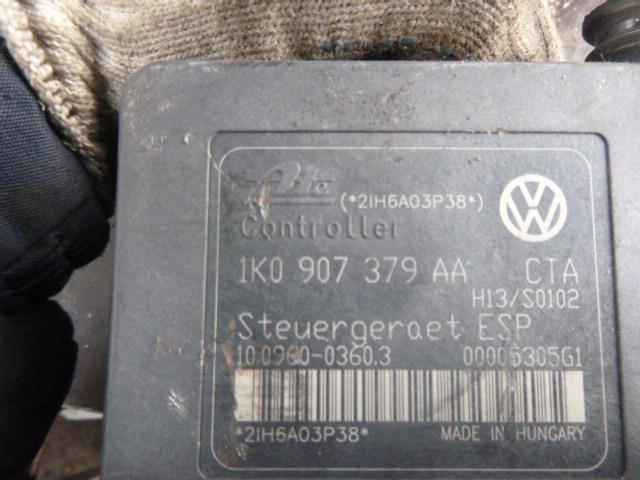 Ate (*2IH6A03P38*)
Controller
1K0 907 379 AA CTA
H13/S0102
Steuergeraet ESP
10.0960-0360.3 00006305G1
*2IH6A03P38*
MADE IN HUNGARY